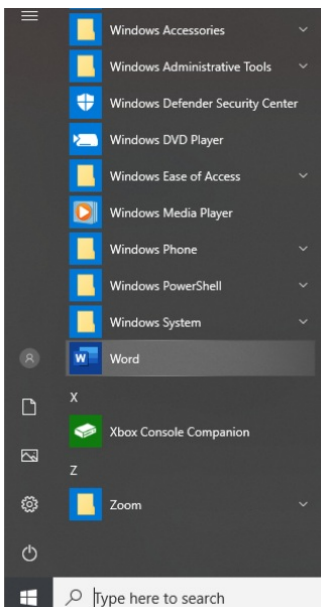 Windows Accessories
Windows Administrative Tools
Windows Defender Security Center
Windows DVD Player
Windows Ease of Access
Windows Media Player
Windows Phone
Windows PowerShell
Windows System
W Word
X
Xbox Console Companion
Z
Zoom
Type here to search